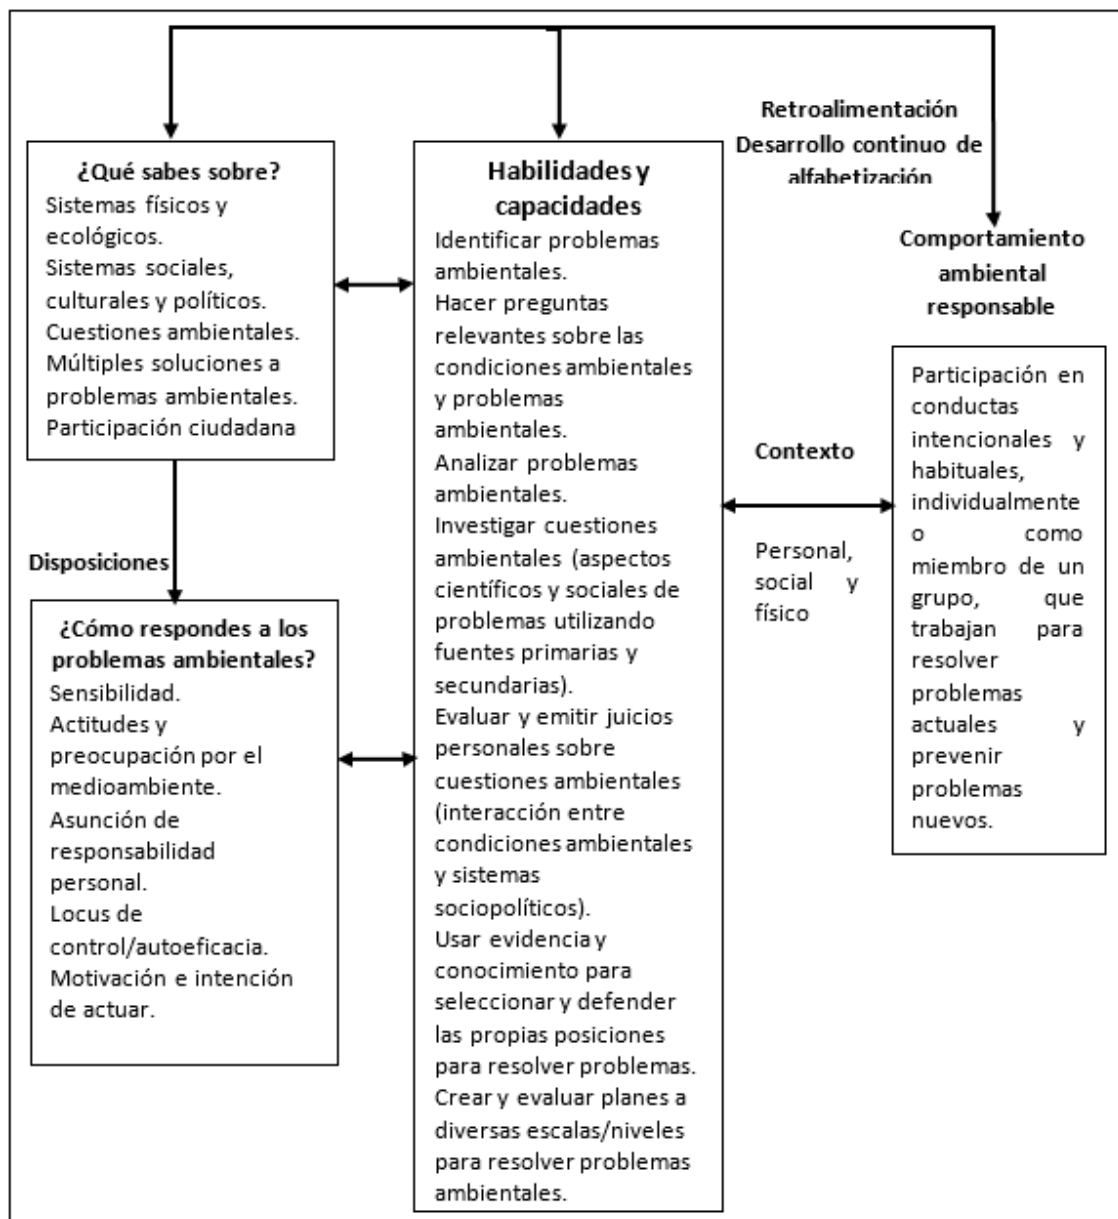 Retroalimentación
Desarrollo continuo de
alfabetización
¿Qué sabes sobre?
Sistemas físicos y
ecológicos.
Sistemas sociales,
culturales y políticos.
Cuestiones ambientales.
Múltiples soluciones a
problemas ambientales.
Participación ciudadana
Disposiciones
¿Cómo respondes a los
problemas ambientales?
Sensibilidad.
Actitudes y
preocupación por el
medioambiente.
Asunción de
responsabilidad
personal.
Locus de
control/autoeficacia.
Motivación e intención
de actuar.
Habilidades y
capacidades
Identificar problemas
ambientales.
Hacer preguntas
relevantes sobre las
condiciones ambientales
y problemas
ambientales.
Analizar problemas
ambientales.
Investigar cuestiones
ambientales (aspectos
científicos y sociales de
problemas utilizando
fuentes primarias y
secundarias).
Evaluar y emitir juicios
personales sobre
cuestiones ambientales
(interacción entre
condiciones ambientales
y sistemas
sociopolíticos).
Usar evidencia y
conocimiento para
seleccionar y defender
las propias posiciones
para resolver problemas.
Crear y evaluar planes a
diversas escalas/niveles
para resolver problemas
ambientales.
Contexto
Personal,
social y
físico
Comportamiento
ambiental
responsable
Participación en
conductas
intencionales y
habituales,
individualmente
o como
miembro de un
grupo, que
trabajan para
resolver
problemas
actuales y
prevenir
problemas
nuevos.